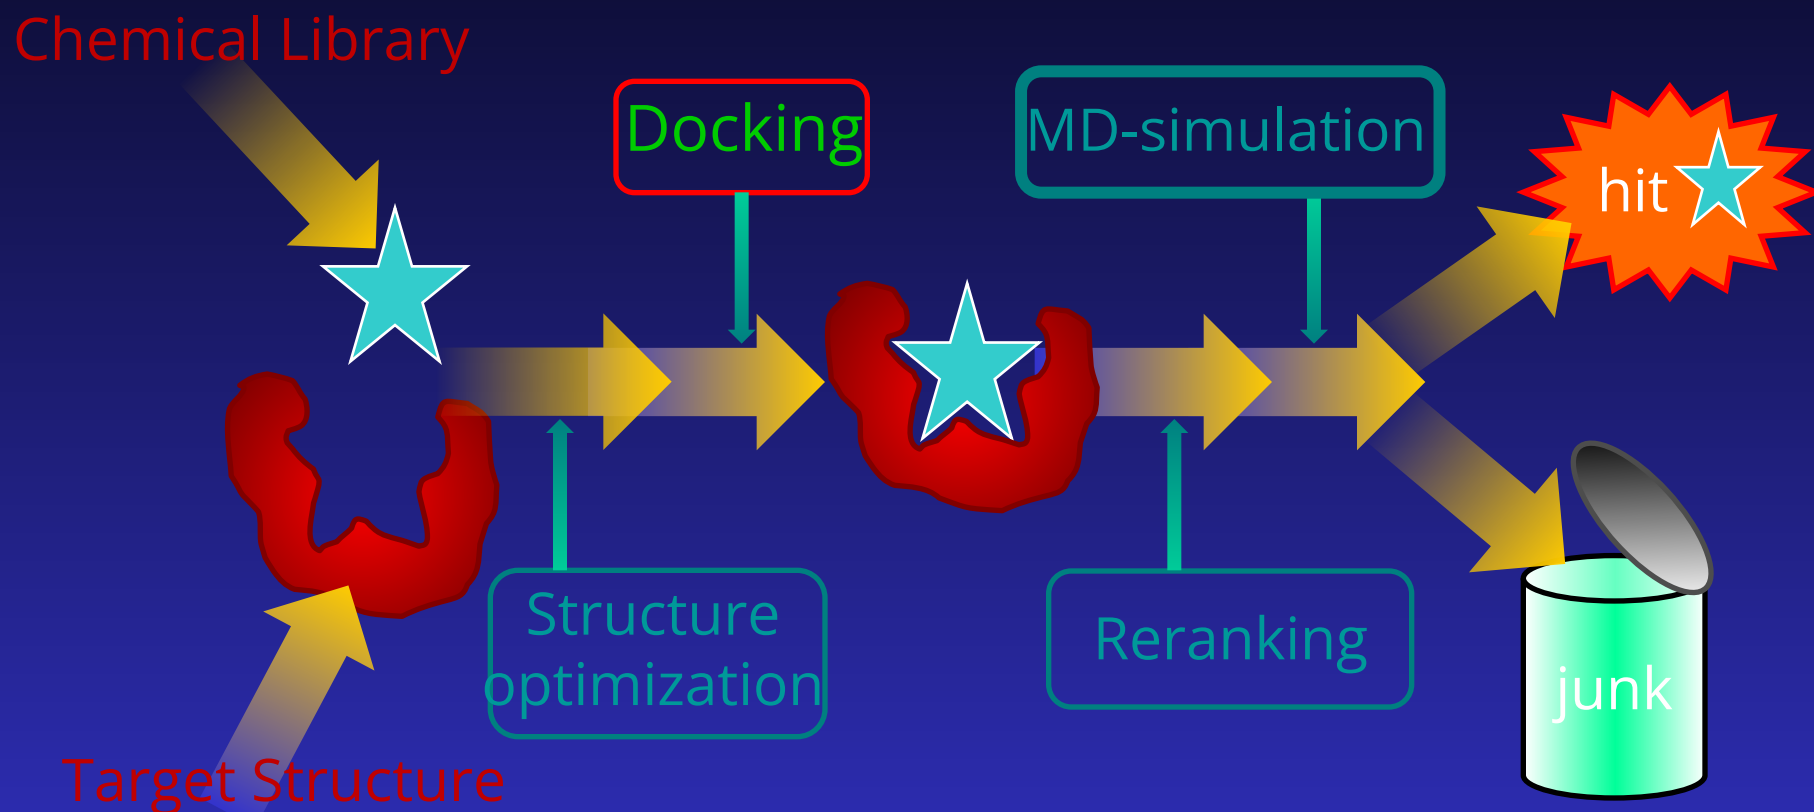 Chemical Library
Docking
MD-simulation
hit
Structure
optimization
Reranking
junk
Target Structure